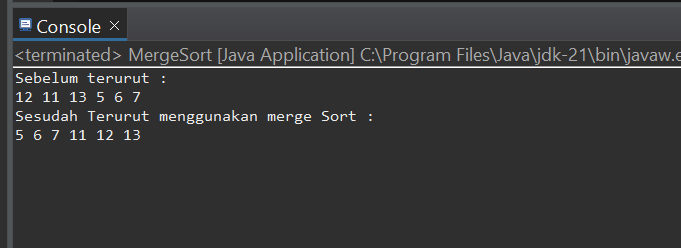 Console
<terminated> MergeSort [Java Application] C:\Program Files\Java\jdk-21\bin\javaw.e
Sebelum terurut :
12 11 13 5 6 7
Sesudah Terurut menggunakan merge Sort :
5 6 7 11 12 13